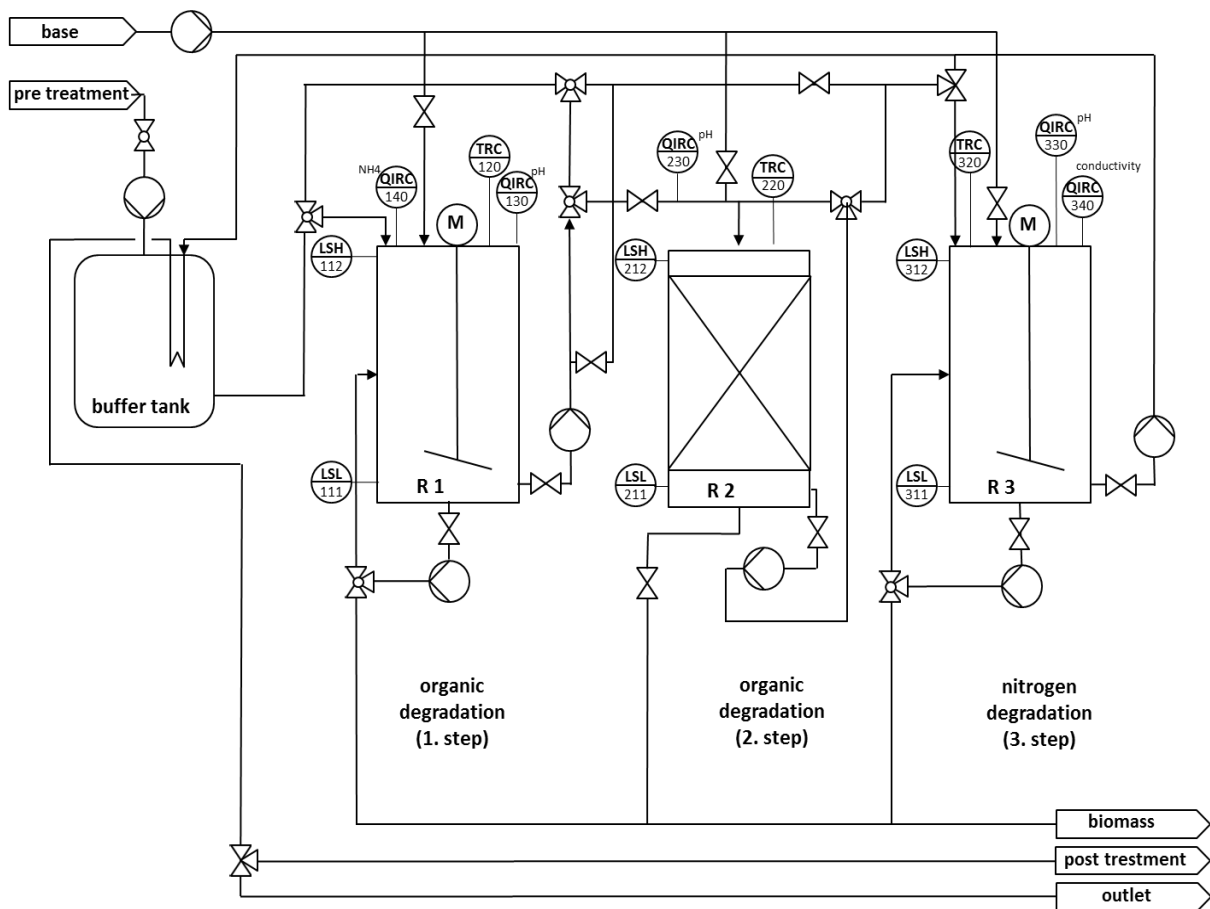 base
pre treatment
buffer tank
NH4
QIRC
140
TRC
120
QIRC
130
pH
M
LSH
112
LSL
111
R 1
QIRC
230
pH
TRC
220
LSH
212
LSL
211
R 2
TRC
320
QIRC
330
pH
QIRC
340
conductivity
M
LSH
312
LSL
311
R 3
organic
degradation
(1. step)
organic
degradation
(2. step)
nitrogen
degradation
(3. step)
biomass
post trestment
outlet